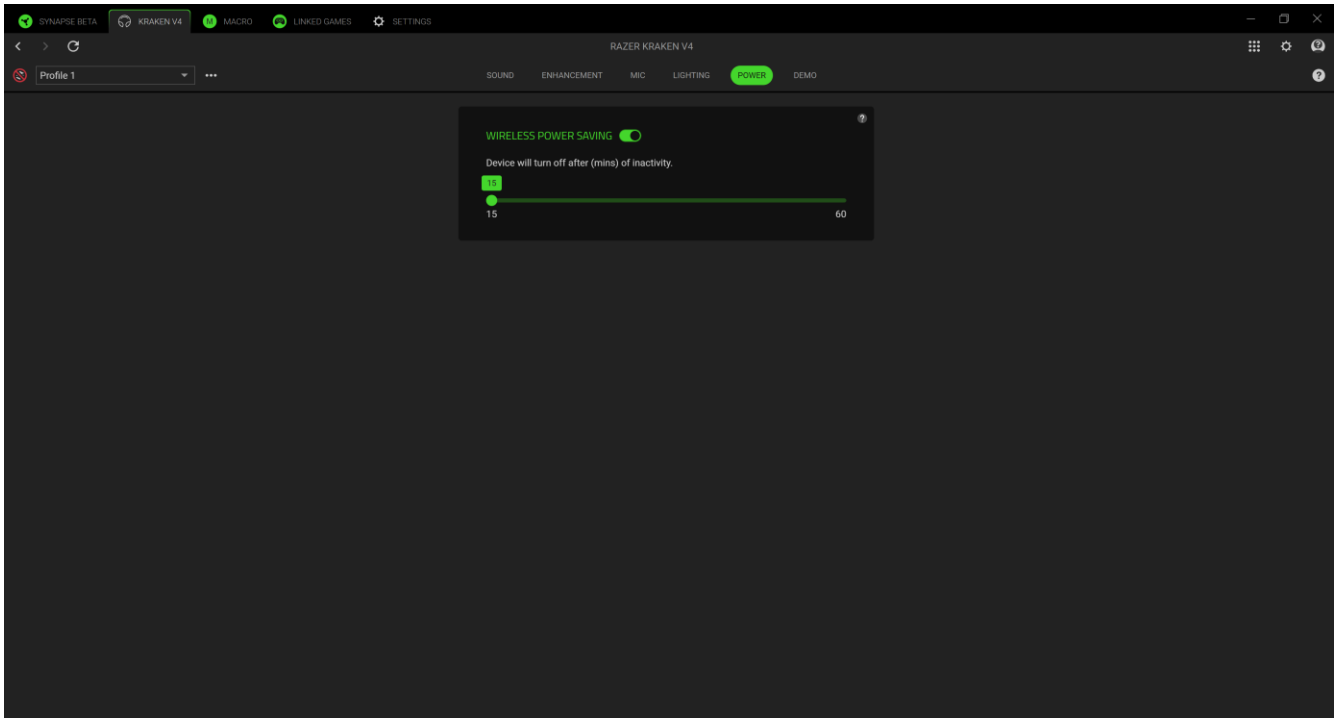 SYNAPSE BETA KRAKEN V4 M MACRO LINKED GAMES SETTINGS
RAZER KRAKEN V4
Profile 1 SOUND ENHANCEMENT MIC LIGHTING POWER DEMO ?
?
WIRELESS POWER SAVING
Device will turn off after (mins) of inactivity.
15
15 60